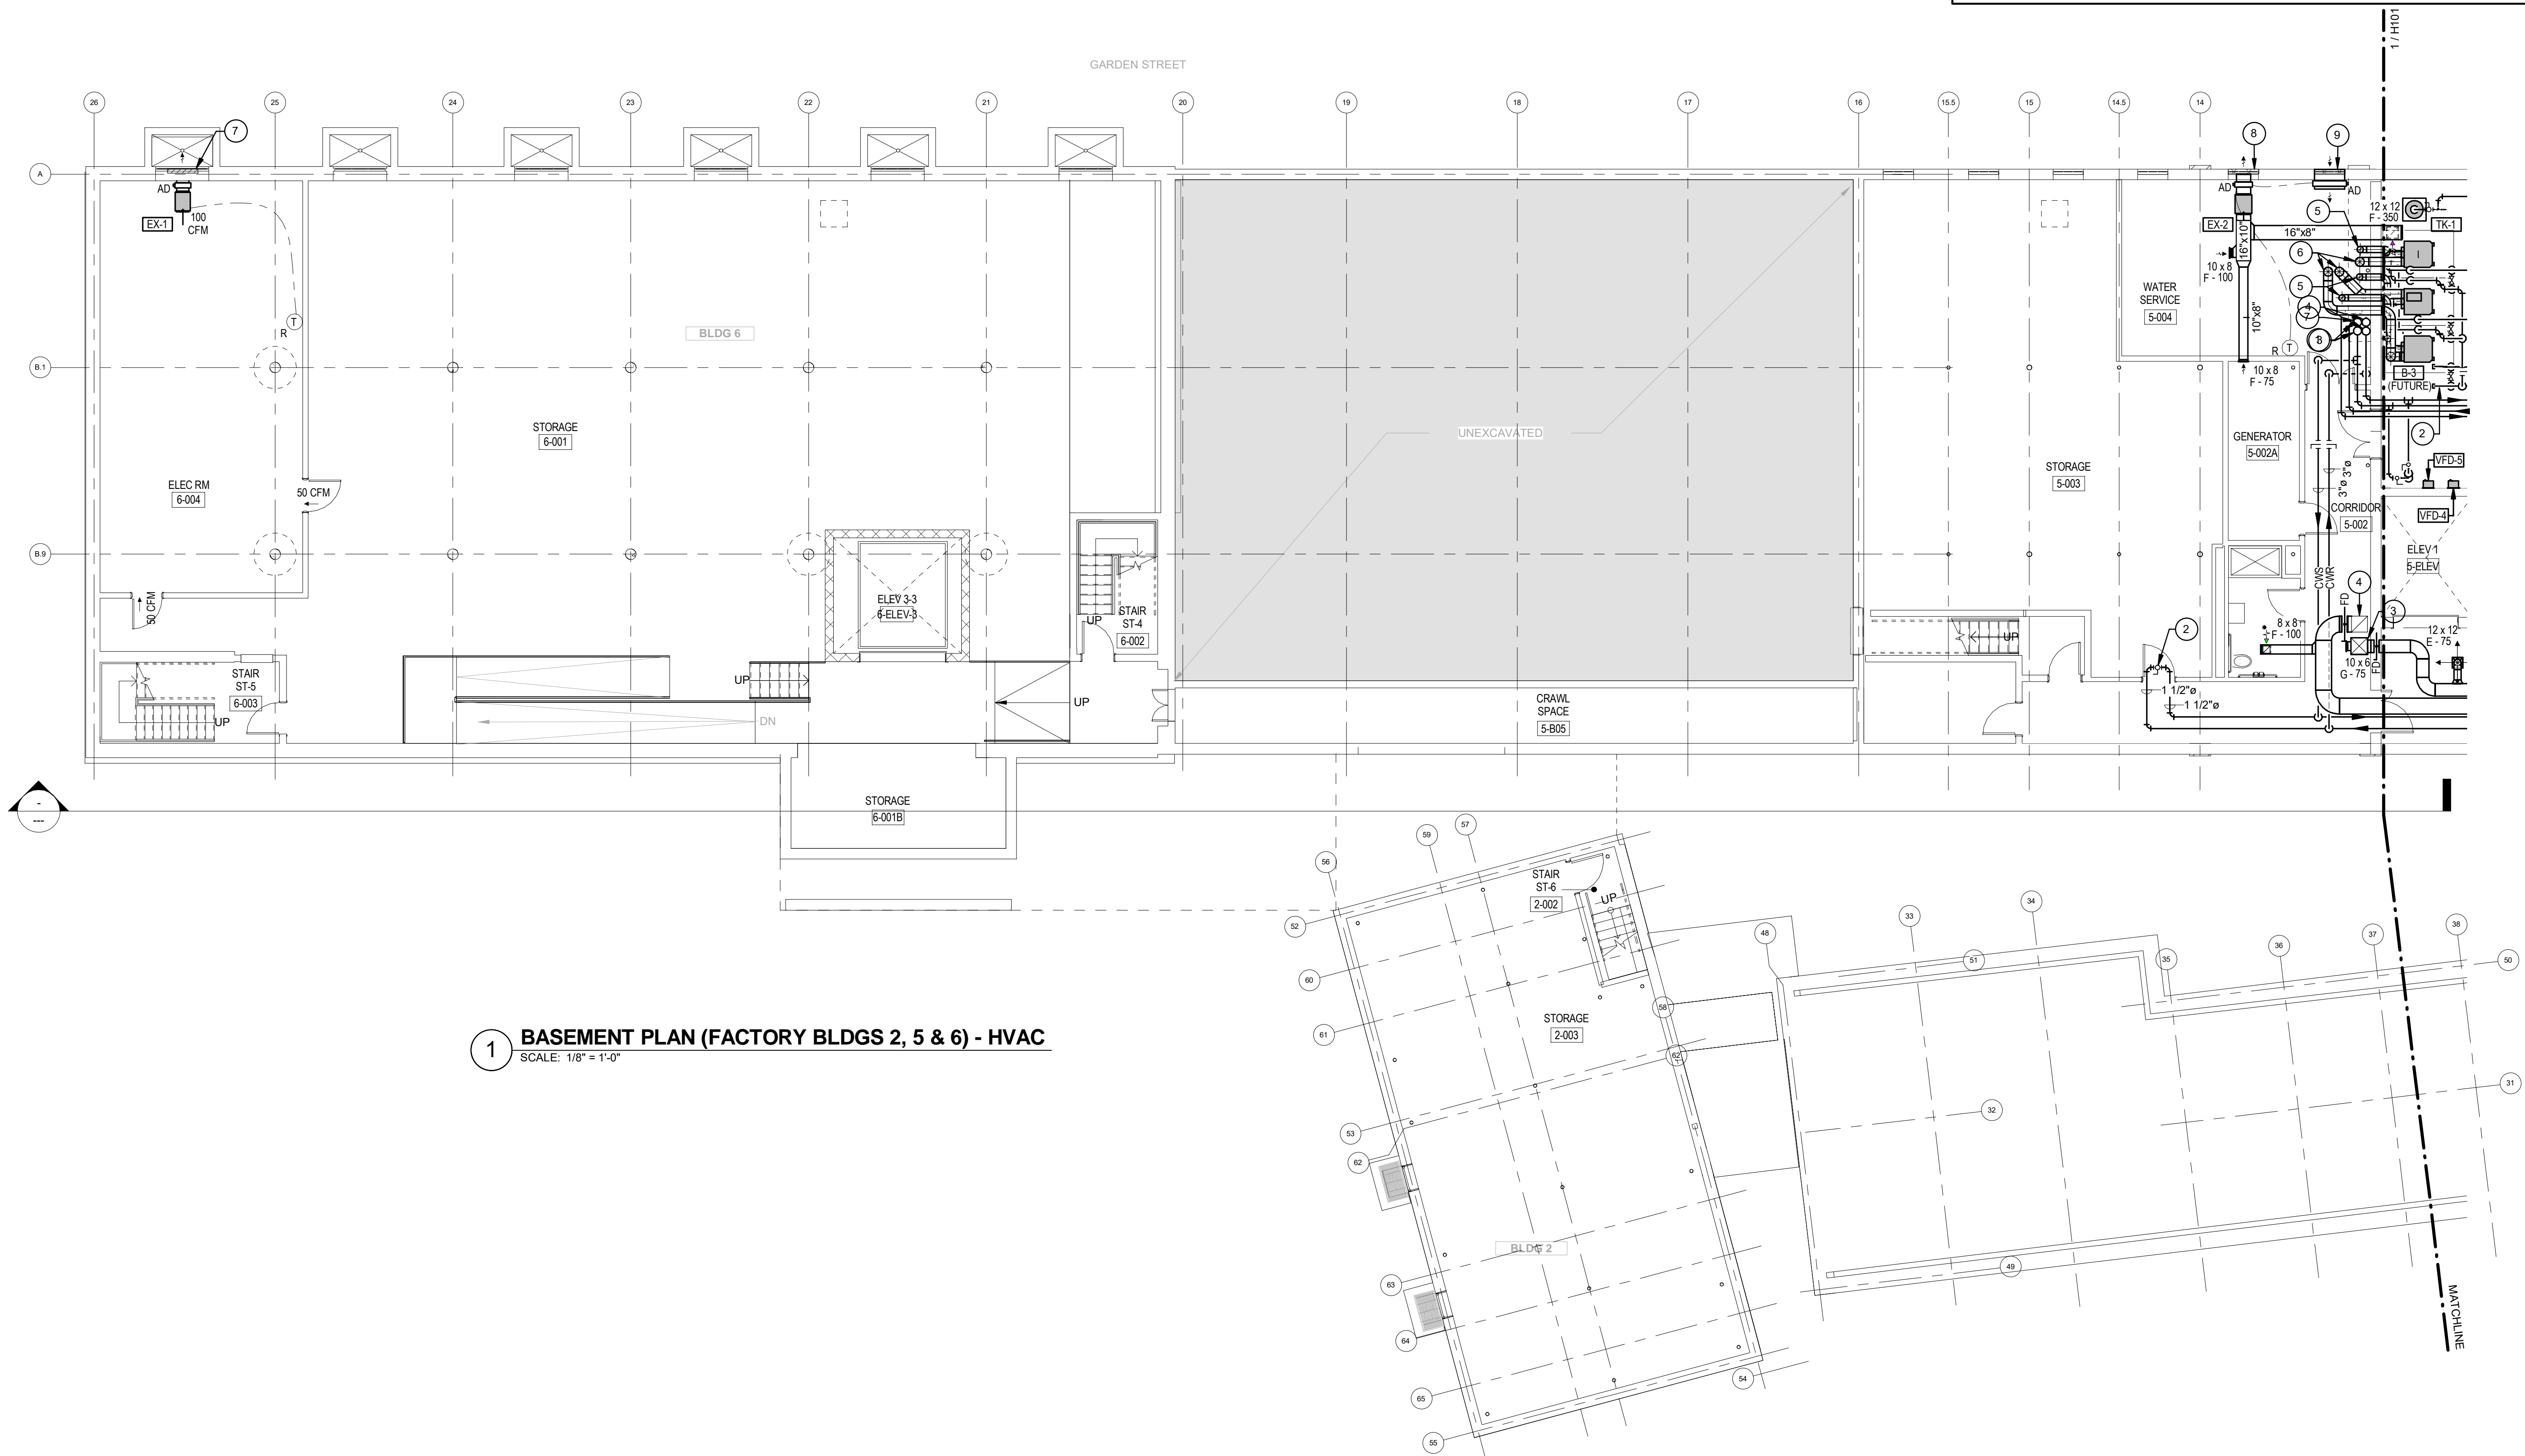 1 / H101
GARDEN STREET
26
25
24
23
22
21
20
19
18
17
16
15.5
15
14.5
14
7
8
9
A
AD
EX-1
100
CFM
AD
AD
EX-2
16"x10"
16"x8"
12 x 12
F - 350
TK-1
5
6
5
4
7
10 x 8
F - 100
WATER
SERVICE
5-004
10"x8"
T
R
T
R
BLDG 6
10 x 8
F - 75
B-3
(FUTURE)
B.1
2
STORAGE
6-001
UNEXCAVATED
GENERATOR
5-002A
VFD-5
STORAGE
5-003
ELEC RM
6-004
50 CFM
3"ø
3"ø
CORRIDOR
5-002
VFD-4
B.9
ELEV 1
5-ELEV
CWS
CWR
4
FD
3
50 CFM
ELEV 3-3
6-ELEV-3
STAIR
ST-4
6-002
UP
UP
2
8 x 8
F - 100
12 x 12
E - 75
10 x 6
G - 75
FD
STAIR
ST-5
6-003
UP
UP
UP
DN
CRAWL
SPACE
5-B05
1 1/2"ø
1 1/2"ø
-
---
STORAGE
6-001B
59
57
56
52
60
61
53
62
63
64
65
55
54
58
62
48
STAIR
ST-6
2-002
UP
STORAGE
2-003
BLDG 2
33
34
51
35
36
37
38
50
31
32
49
MATCHLINE
1
BASEMENT PLAN (FACTORY BLDGS 2, 5 & 6) - HVAC
SCALE: 1/8" = 1'-0"